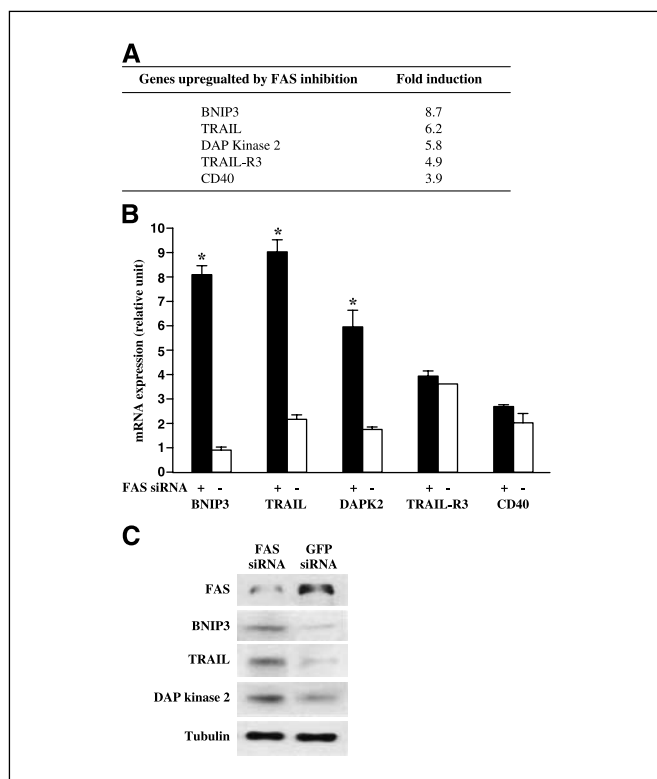 A
Genes upregualted by FAS inhibition Fold induction
BNIP3 8.7
TRAIL 6.2
DAP Kinase 2 5.8
TRAIL-R3 4.9
CD40 3.9
B
mRNA expression (relative unit)
10
9
8
7
6
5
4
3
2
1
0
* * *
FAS siRNA + - + - + - + - + -
BNIP3 TRAIL DAPK2 TRAIL-R3 CD40
C
FAS siRNA GFP siRNA
FAS
BNIP3
TRAIL
DAP kinase 2
Tubulin